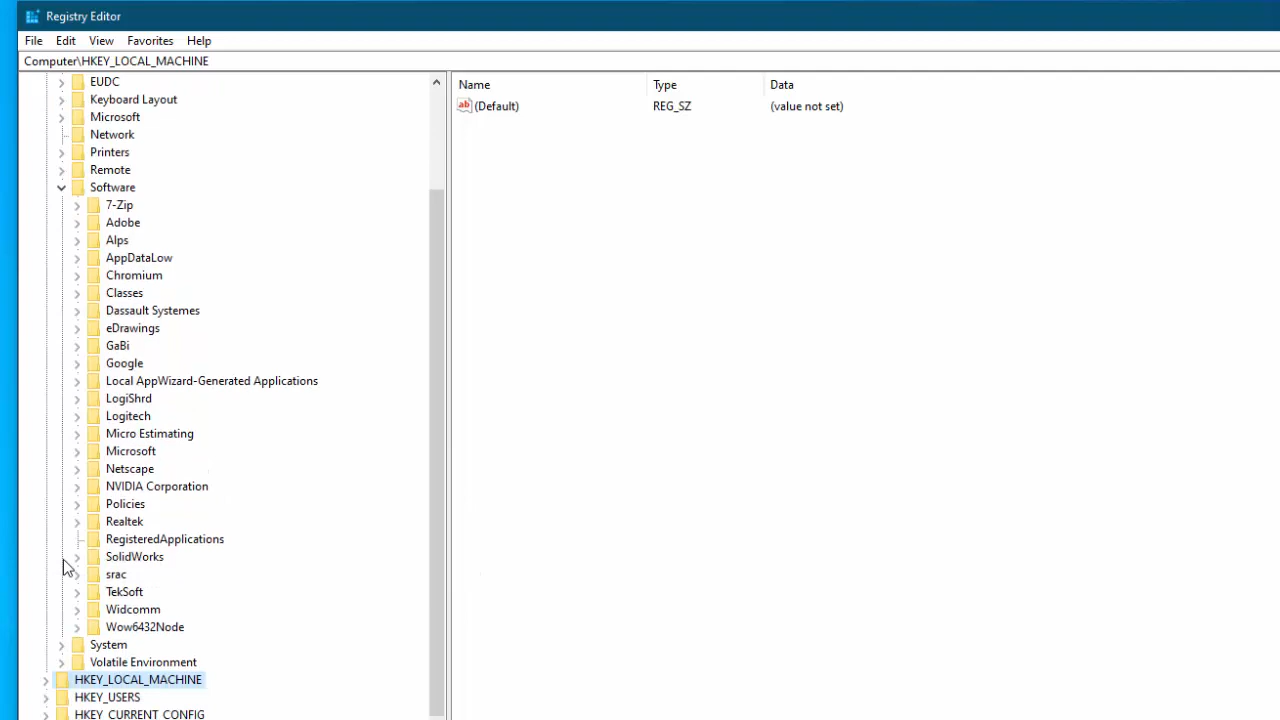 Registry Editor
File Edit View Favorites Help
Computer\HKEY_LOCAL_MACHINE
Name Type Data
ab (Default) REG_SZ (value not set)
EUDC
Keyboard Layout
Microsoft
Network
Printers
Remote
Software
7-Zip
Adobe
Alps
AppDataLow
Chromium
Classes
Dassault Systemes
eDrawings
GaBi
Google
Local AppWizard-Generated Applications
LogiShrd
Logitech
Micro Estimating
Microsoft
Netscape
NVIDIA Corporation
Policies
Realtek
RegisteredApplications
SolidWorks
srac
TekSoft
Widcomm
Wow6432Node
System
Volatile Environment
HKEY_LOCAL_MACHINE
HKEY_USERS
HKEY_CURRENT_CONFIG